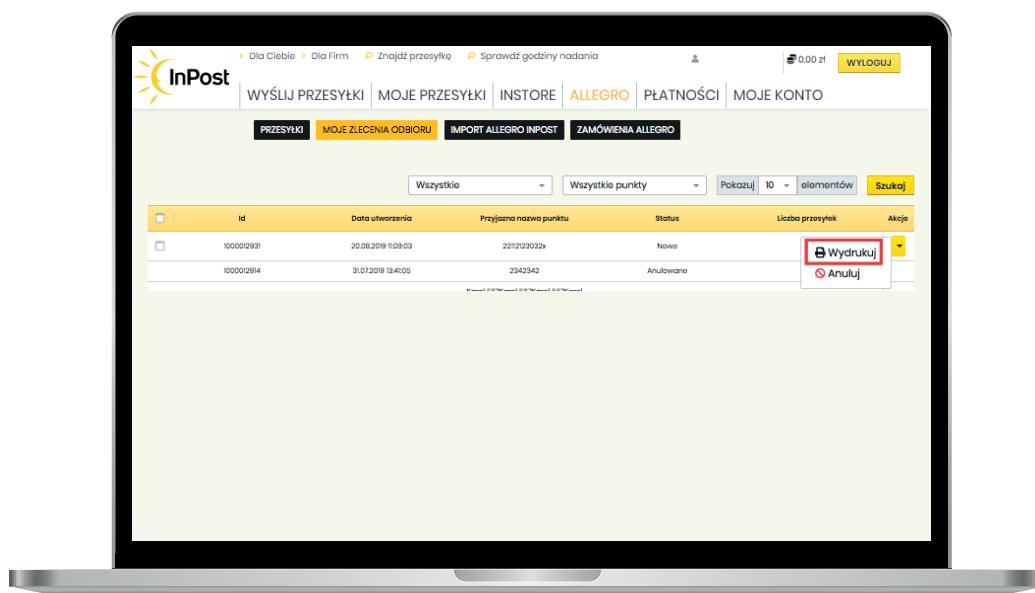 Dla Ciebie Dla Firm Znajdź przesyłkę Sprawdź godziny nadania 0.00 zł WYLOGUJ
InPost
WYŚLIJ PRZESYŁKI MOJE PRZESYŁKI INSTORE ALLEGRO PŁATNOŚCI MOJE KONTO
PRZESYŁKI MOJE ZLECENIA ODBIORU IMPORT ALLEGRO INPOST ZAMÓWIENIA ALLEGRO
Wszystkie Wszystkie punkty Pokazuj 10 elementów Szukaj
Id Data utworzenia Przyjazna nazwa punktu Status Liczba przesyłek Akcje
1000012931 20.08.2019 11:09:03 22112123032x Nowe
Wydrukuj
1000012914 31.07.2019 13:41:05 2342342 Anulowane
Anuluj